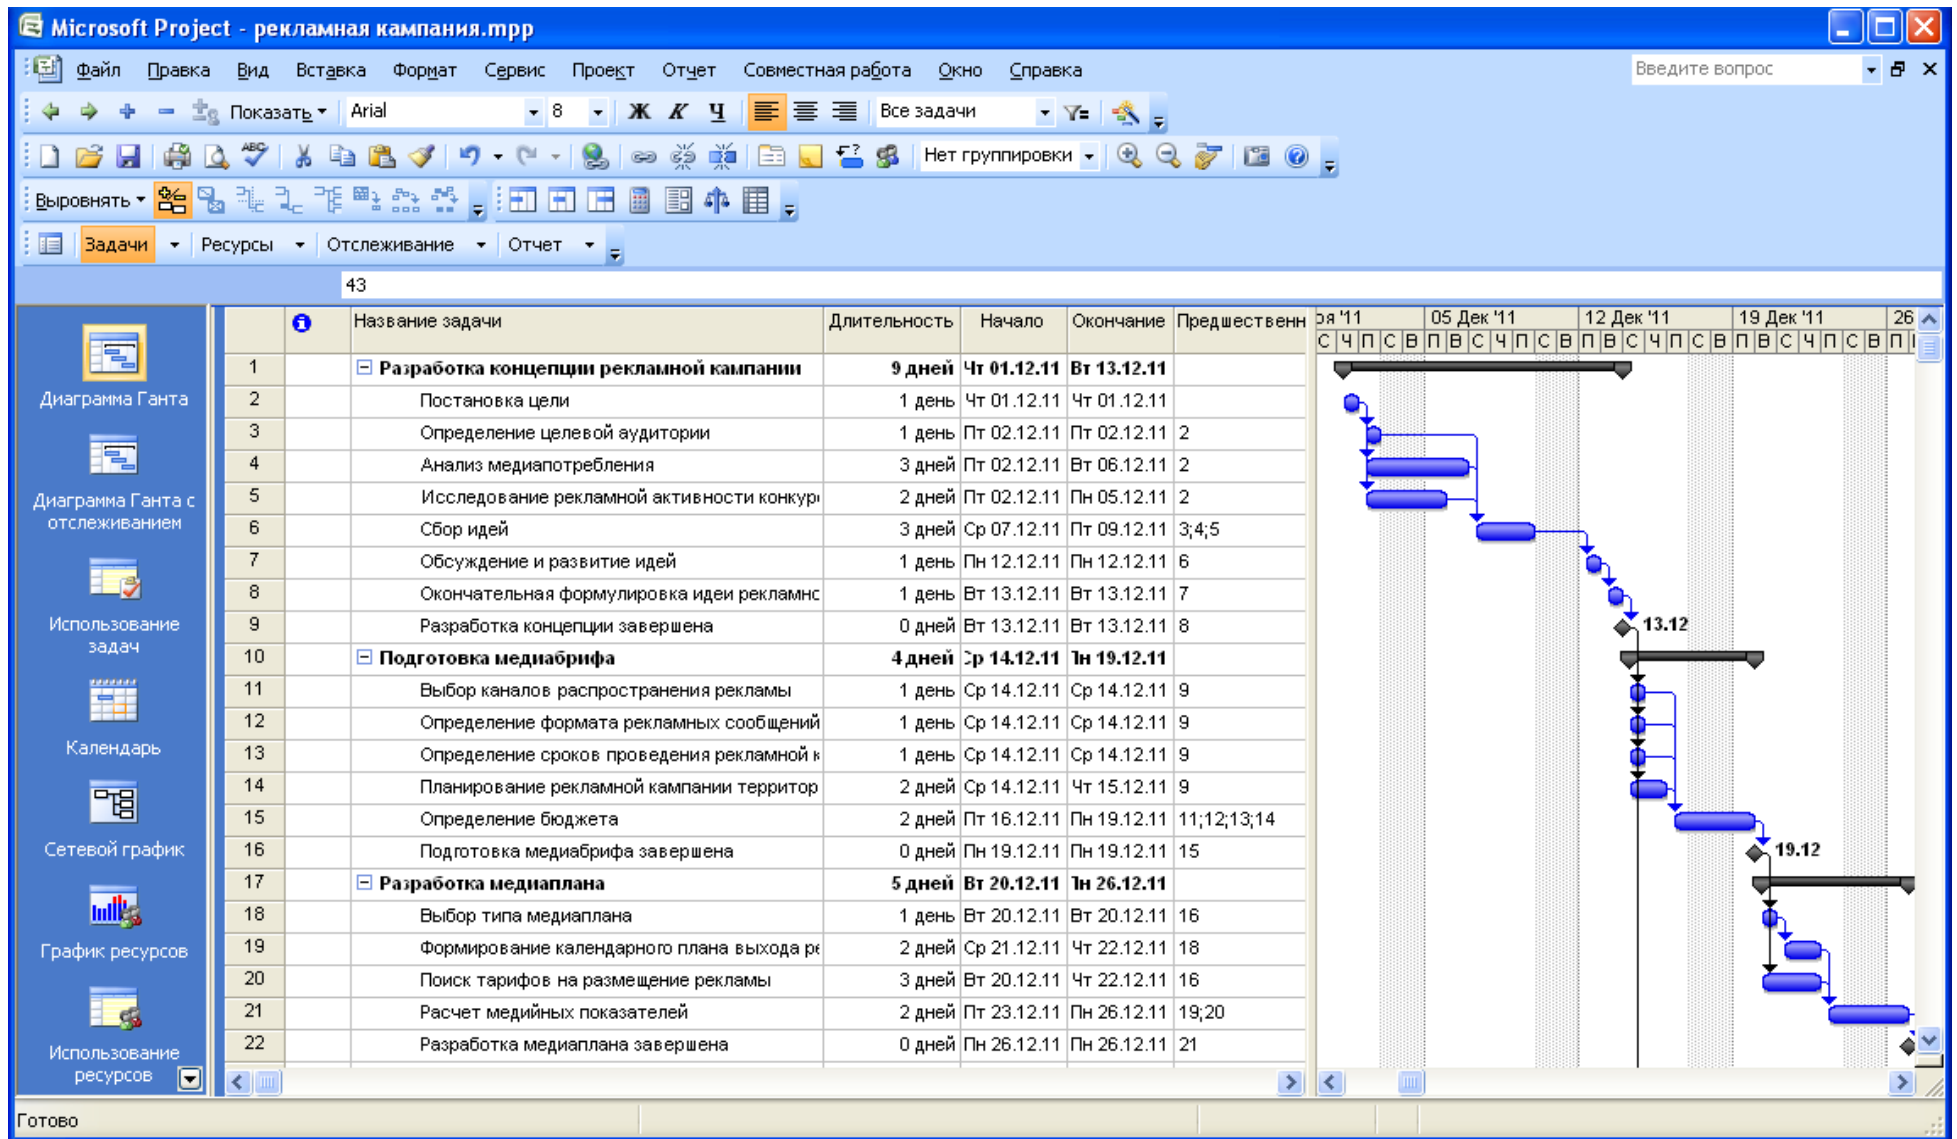 Microsoft Project - рекламная кампания.mpp
Файл Правка Вид Вставка Формат Сервис Проект Отчет Совместная работа Окно Справка Введите вопрос
Показать Arial 8 Ж К Ч Все задачи
ABC Нет группировки
Выровнять
Задачи Ресурсы Отслеживание Отчет
43
Название задачи Длительность Начало Окончание Предшественн
ря '11 05 Дек '11 12 Дек '11 19 Дек '11 26
С Ч П С В П В С Ч П С В П В С Ч П С В П В С Ч П С В П
1 Разработка концепции рекламной кампании 9 дней Чт 01.12.11 Вт 13.12.11
2 Постановка цели 1 день Чт 01.12.11 Чт 01.12.11
3 Определение целевой аудитории 1 день Пт 02.12.11 Пт 02.12.11 2
4 Анализ медиапотребления 3 дней Пт 02.12.11 Вт 06.12.11 2
5 Исследование рекламной активности конкур 2 дней Пт 02.12.11 Пн 05.12.11 2
6 Сбор идей 3 дней Ср 07.12.11 Пт 09.12.11 3;4;5
7 Обсуждение и развитие идей 1 день Пн 12.12.11 Пн 12.12.11 6
8 Окончательная формулировка идеи рекламнс 1 день Вт 13.12.11 Вт 13.12.11 7
9 Разработка концепции завершена 0 дней Вт 13.12.11 Вт 13.12.11 8
13.12
10 Подготовка медиабрифа 4 дней Ср 14.12.11 Пн 19.12.11
11 Выбор каналов распространения рекламы 1 день Ср 14.12.11 Ср 14.12.11 9
12 Определение формата рекламных сообщений 1 день Ср 14.12.11 Ср 14.12.11 9
13 Определение сроков проведения рекламной к 1 день Ср 14.12.11 Ср 14.12.11 9
14 Планирование рекламной кампании территор 2 дней Ср 14.12.11 Чт 15.12.11 9
15 Определение бюджета 2 дней Пт 16.12.11 Пн 19.12.11 11;12;13;14
16 Подготовка медиабрифа завершена 0 дней Пн 19.12.11 Пн 19.12.11 15
19.12
17 Разработка медиаплана 5 дней Вт 20.12.11 Пн 26.12.11
18 Выбор типа медиаплана 1 день Вт 20.12.11 Вт 20.12.11 16
19 Формирование календарного плана выхода ре 2 дней Ср 21.12.11 Чт 22.12.11 18
20 Поиск тарифов на размещение рекламы 3 дней Вт 20.12.11 Чт 22.12.11 16
21 Расчет медийных показателей 2 дней Пт 23.12.11 Пн 26.12.11 19;20
22 Разработка медиаплана завершена 0 дней Пн 26.12.11 Пн 26.12.11 21
Диаграмма Ганта
Диаграмма Ганта с
отслеживанием
Использование
задач
Календарь
Сетевой график
График ресурсов
Использование
ресурсов
Готово